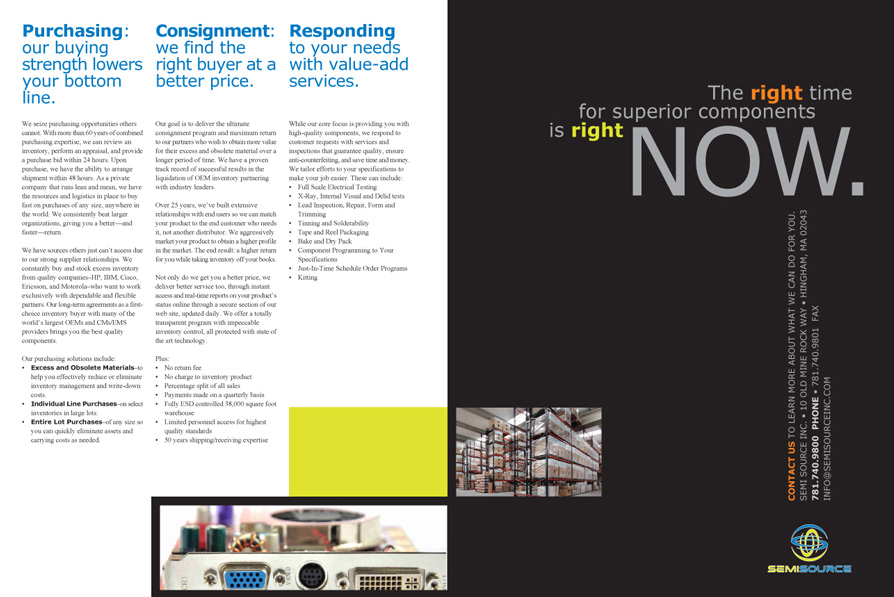 Purchasing:
our buying
strength lowers
your bottom
line.
We seize purchasing opportunities others
cannot. With more than 60 years of combined
purchasing expertise, we can review an
inventory, perform an appraisal, and provide
a purchase bid within 24 hours. Upon
purchase, we have the ability to arrange
shipment within 48 hours. As a private
company that runs lean and mean, we have
the resources and logistics in place to buy
fast on purchases of any size, anywhere in
the world. We consistently beat larger
organizations, giving you a better—and
faster—return.
We have sources others just can't access due
to our strong supplier relationships. We
constantly buy and stock excess inventory
from quality companies–HP, IBM, Cisco,
Ericsson, and Motorola–who want to work
exclusively with dependable and flexible
partners. Our long-term agreements as a first-
choice inventory buyer with many of the
world's largest OEMs and CMs/EMS
providers brings you the best quality
components.
Our purchasing solutions include:
• Excess and Obsolete Materials–to
help you effectively reduce or eliminate
inventory management and write-down
costs.
• Individual Line Purchases–on select
inventories in large lots.
• Entire Lot Purchases–of any size so
you can quickly eliminate assets and
carrying costs as needed.
Consignment:
we find the
right buyer at a
better price.
Our goal is to deliver the ultimate
consignment program and maximum return
to our partners who wish to obtain more value
for their excess and obsolete material over a
longer period of time. We have a proven
track record of successful results in the
liquidation of OEM inventory partnering
with industry leaders.
Over 25 years, we've built extensive
relationships with end users so we can match
your product to the end customer who needs
it, not another distributor. We aggressively
market your product to obtain a higher profile
in the market. The end result: a higher return
for you while taking inventory off your books.
Not only do we get you a better price, we
deliver better service too, through instant
access and real-time reports on your product's
status online through a secure section of our
web site, updated daily. We offer a totally
transparent program with impeccable
inventory control, all protected with state of
the art technology.
Plus:
• No return fee
• No charge to inventory product
• Percentage split of all sales
• Payments made on a quarterly basis
• Fully ESD controlled 38,000 square foot
warehouse
• Limited personnel access for highest
quality standards
• 50 years shipping/receiving expertise
Responding
to your needs
with value-add
services.
While our core focus is providing you with
high-quality components, we respond to
customer requests with services and
inspections that guarantee quality, ensure
anti-counterfeiting, and save time and money.
We tailor efforts to your specifications to
make your job easier. These can include:
• Full Scale Electrical Testing
• X-Ray, Internal Visual and Delid tests
• Lead Inspection, Repair, Form and
Trimming
• Tinning and Solderability
• Tape and Reel Packaging
• Bake and Dry Pack
• Component Programming to Your
Specifications
• Just-In-Time Schedule Order Programs
• Kitting
The right time
for superior components
is right NOW.
CONTACT US TO LEARN MORE ABOUT WHAT WE CAN DO FOR YOU.
SEMI SOURCE INC. • 10 OLD MINE ROCK WAY • HINGHAM, MA 02043
781.740.9800 PHONE • 781.740.9801 FAX
INFO@SEMISOURCEINC.COM
SEMISOURCE